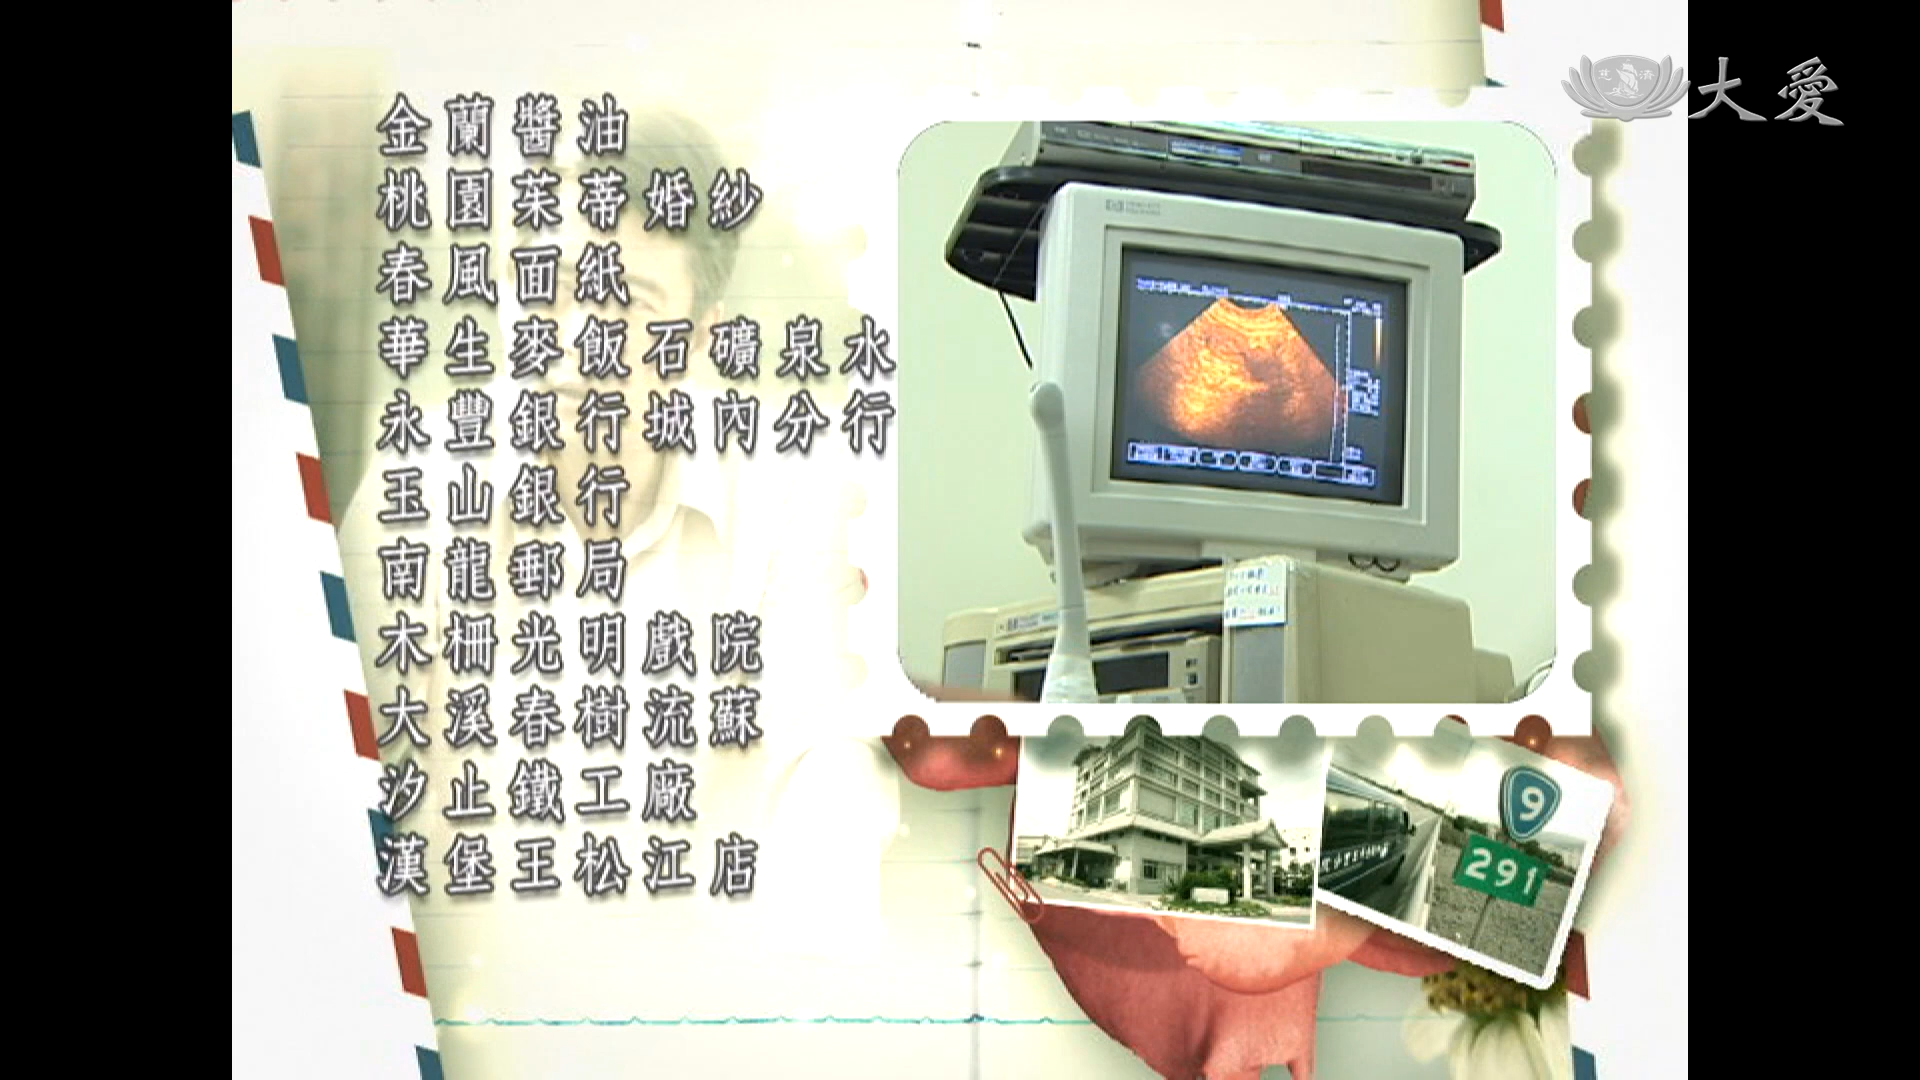 大愛
慈濟
金蘭醬油
桃園茱蒂婚紗
春風面紙
華生麥飯石礦泉水
永豐銀行城內分行
玉山銀行
南龍郵局
木柵光明戲院
大溪春樹流蘇
汐止鐵工廠
漢堡王松江店
9
291